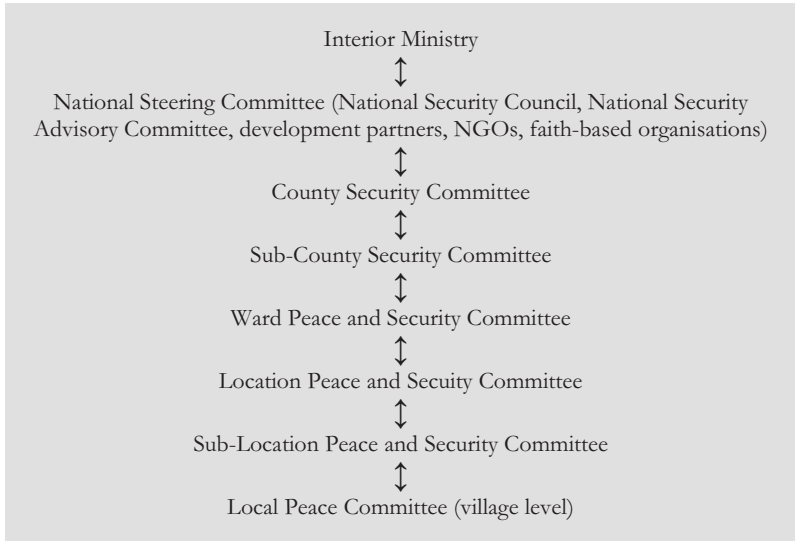 Interior Ministry
↕
National Steering Committee (National Security Council, National Security
Advisory Committee, development partners, NGOs, faith-based organisations)
↕
County Security Committee
↕
Sub-County Security Committee
↕
Ward Peace and Security Committee
↕
Location Peace and Secuity Committee
↕
Sub-Location Peace and Security Committee
↕
Local Peace Committee (village level)